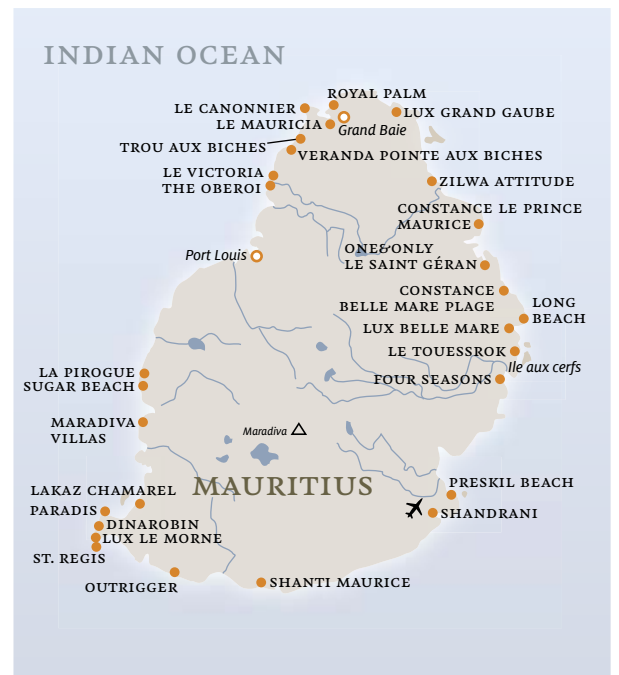 INDIAN OCEAN
ROYAL PALM
LE CANONNIER
LUX GRAND GAUBE
LE MAURICIA
Grand Baie
TROU AUX BICHES
VERANDA POINTE AUX BICHES
LE VICTORIA
THE OBEROI
ZILWA ATTITUDE
CONSTANCE LE PRINCE
MAURICE
Port Louis
ONE&ONLY
LE SAINT GÉRAN
CONSTANCE
BELLE MARE PLAGE
LONG
BEACH
LUX BELLE MARE
LE TOUESSROK
Ile aux cerfs
LA PIROGUE
SUGAR BEACH
FOUR SEASONS
MARADIVA
VILLAS
Maradiva
MAURITIUS
LAKAZ CHAMAREL
PRESKIL BEACH
PARADIS
SHANDRANI
DINAROBIN
LUX LE MORNE
ST. REGIS
OUTRIGGER
SHANTI MAURICE